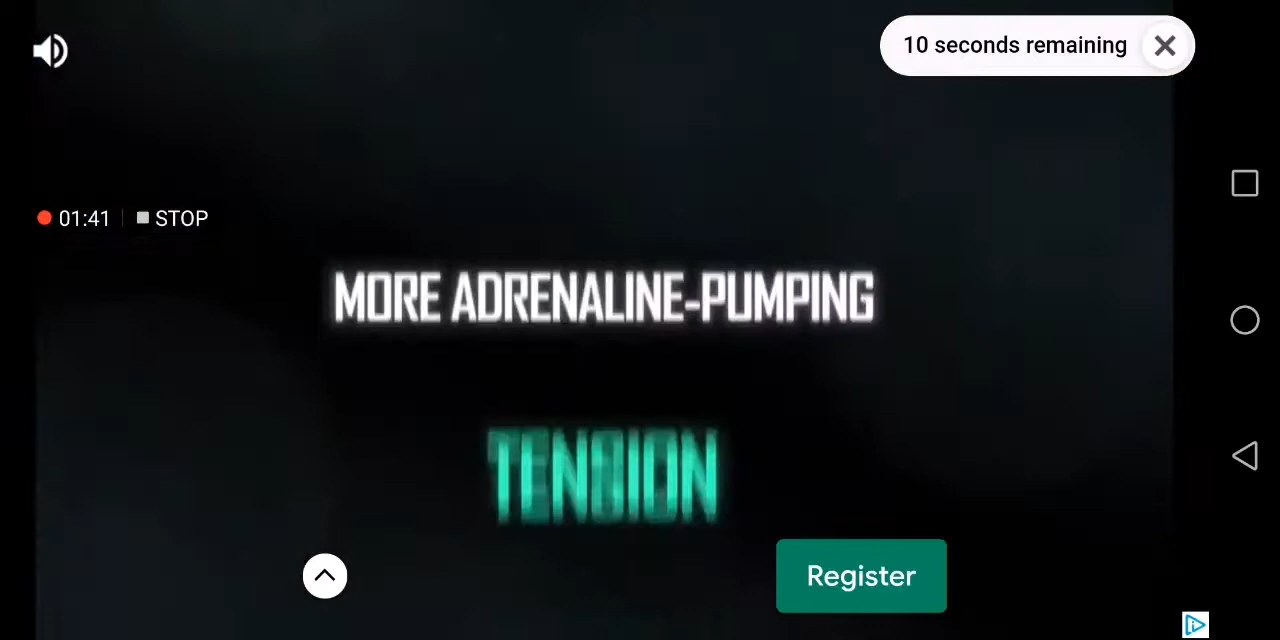 10 seconds remaining
01:41 STOP
MORE ADRENALINE-PUMPING
TENSION
Register